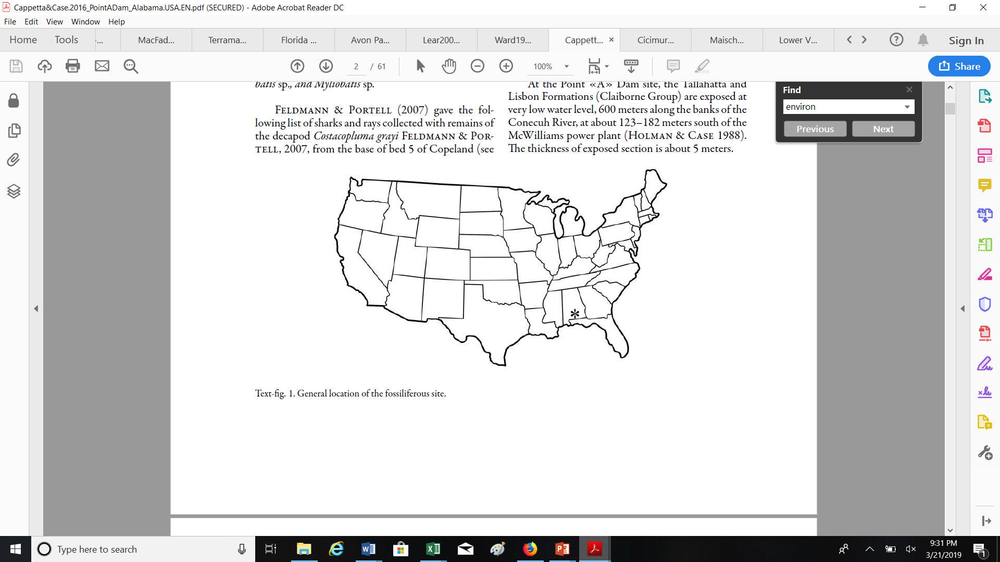 Cappetta&Case.2016_PointADam_Alabama.USA.EN.pdf (SECURED) - Adobe Acrobat Reader DC
File Edit View Window Help
Home Tools -... MacFad... Terrama... Florida ... Avon Pa... Lear200... Ward19... Cappett... × Cicimur... Maisch... Lower V... Sign In
2 / 61 100% Share
batis sp., and Myliobatis sp.
FELDMANN & PORTELL (2007) gave the fol-
lowing list of sharks and rays collected with remains of
the decapod Costacopluma grayi FELDMANN & POR-
TELL, 2007, from the base of bed 5 of Copeland (see
At the Point «A» Dam site, the Tallahatta and
Lisbon Formations (Claiborne Group) are exposed at
very low water level, 600 meters along the banks of the
Conecuh River, at about 123–182 meters south of the
McWilliams power plant (HOLMAN & CASE 1988).
The thickness of exposed section is about 5 meters.
Find
environ
Previous Next
*
Text-fig. 1. General location of the fossiliferous site.
Type here to search
9:31 PM
3/21/2019
1